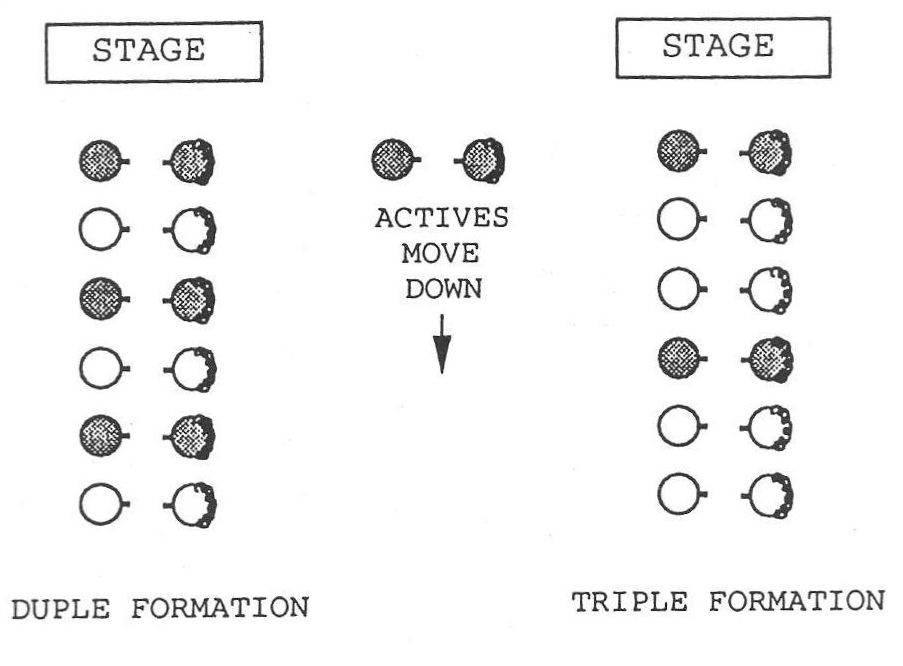 STAGE
STAGE
ACTIVES
MOVE
DOWN
DUPLE FORMATION
TRIPLE FORMATION